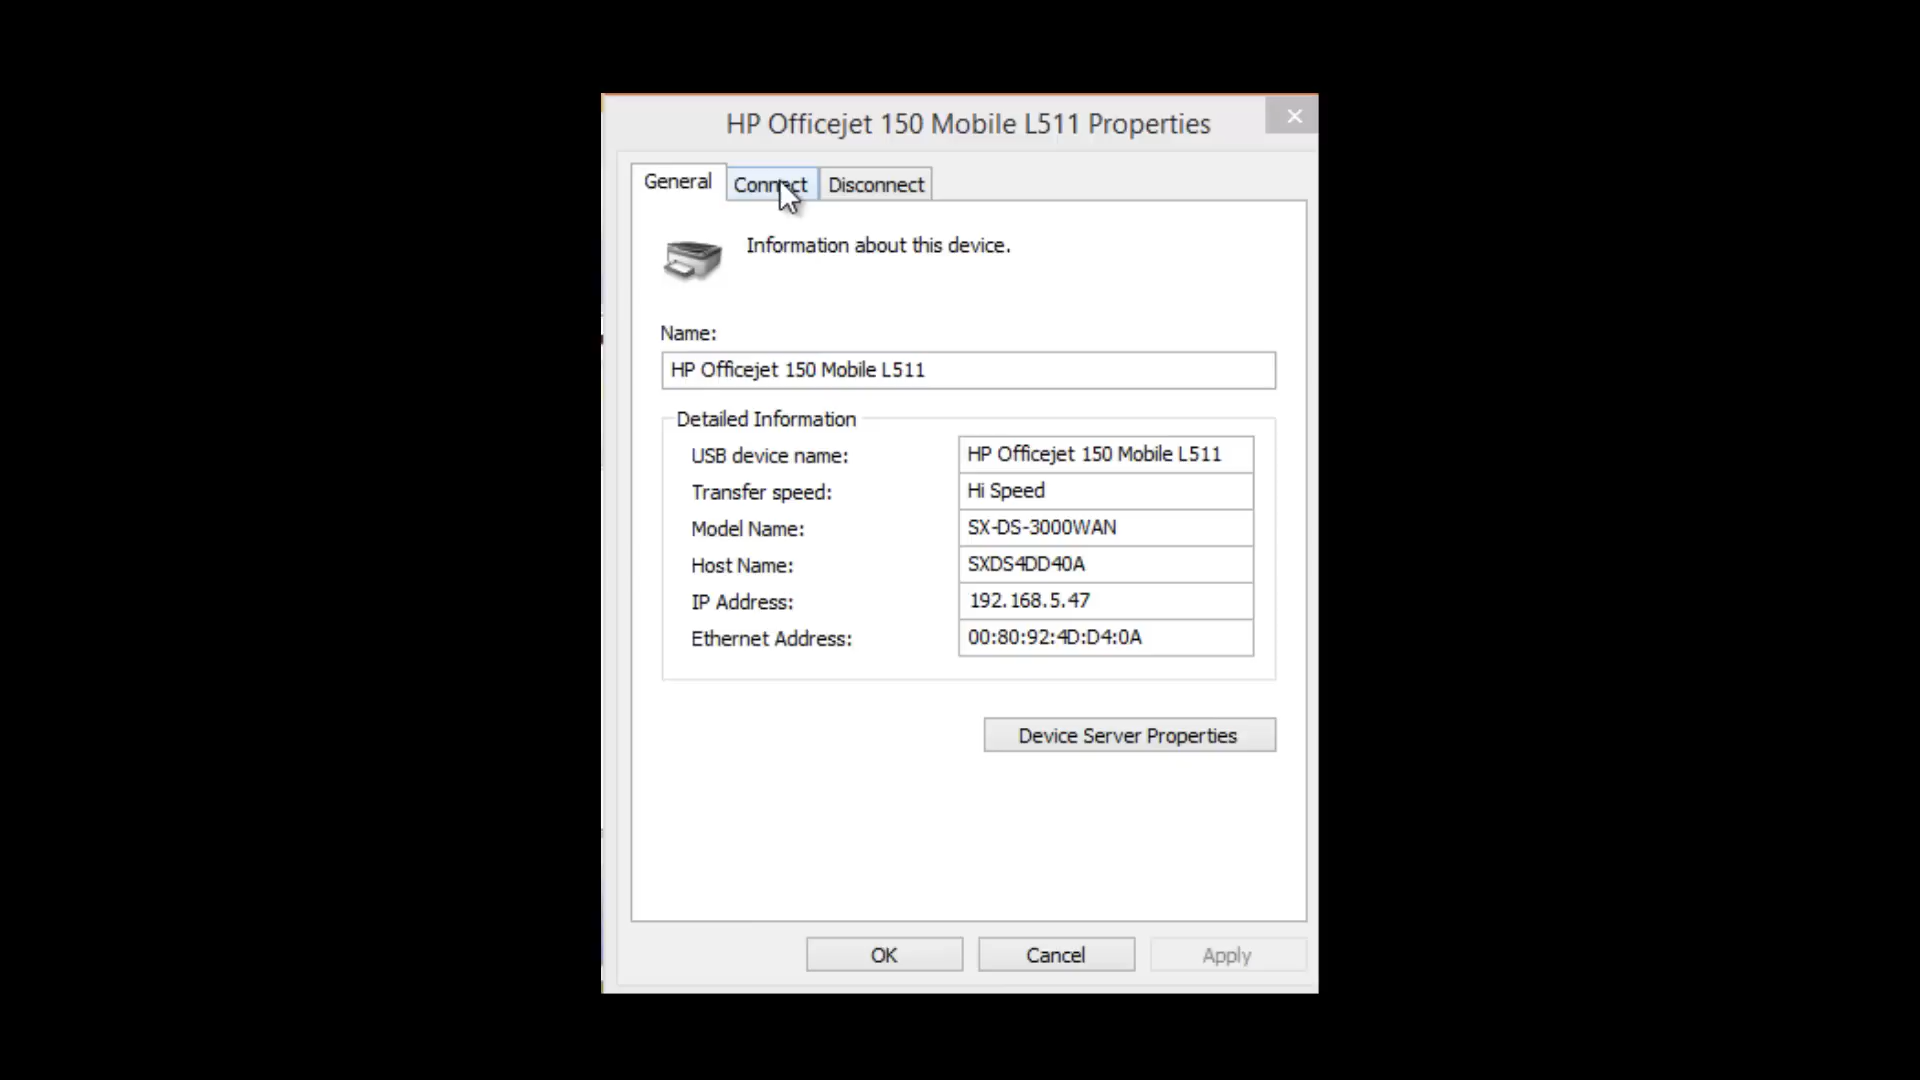 HP Officejet 150 Mobile L511 Properties
General Connect Disconnect
Information about this device.
Name:
HP Officejet 150 Mobile L511
Detailed Information
USB device name: HP Officejet 150 Mobile L511
Transfer speed: Hi Speed
Model Name: SX-DS-3000WAN
Host Name: SXDS4DD40A
IP Address: 192.168.5.47
Ethernet Address: 00:80:92:4D:D4:0A
Device Server Properties
OK Cancel Apply